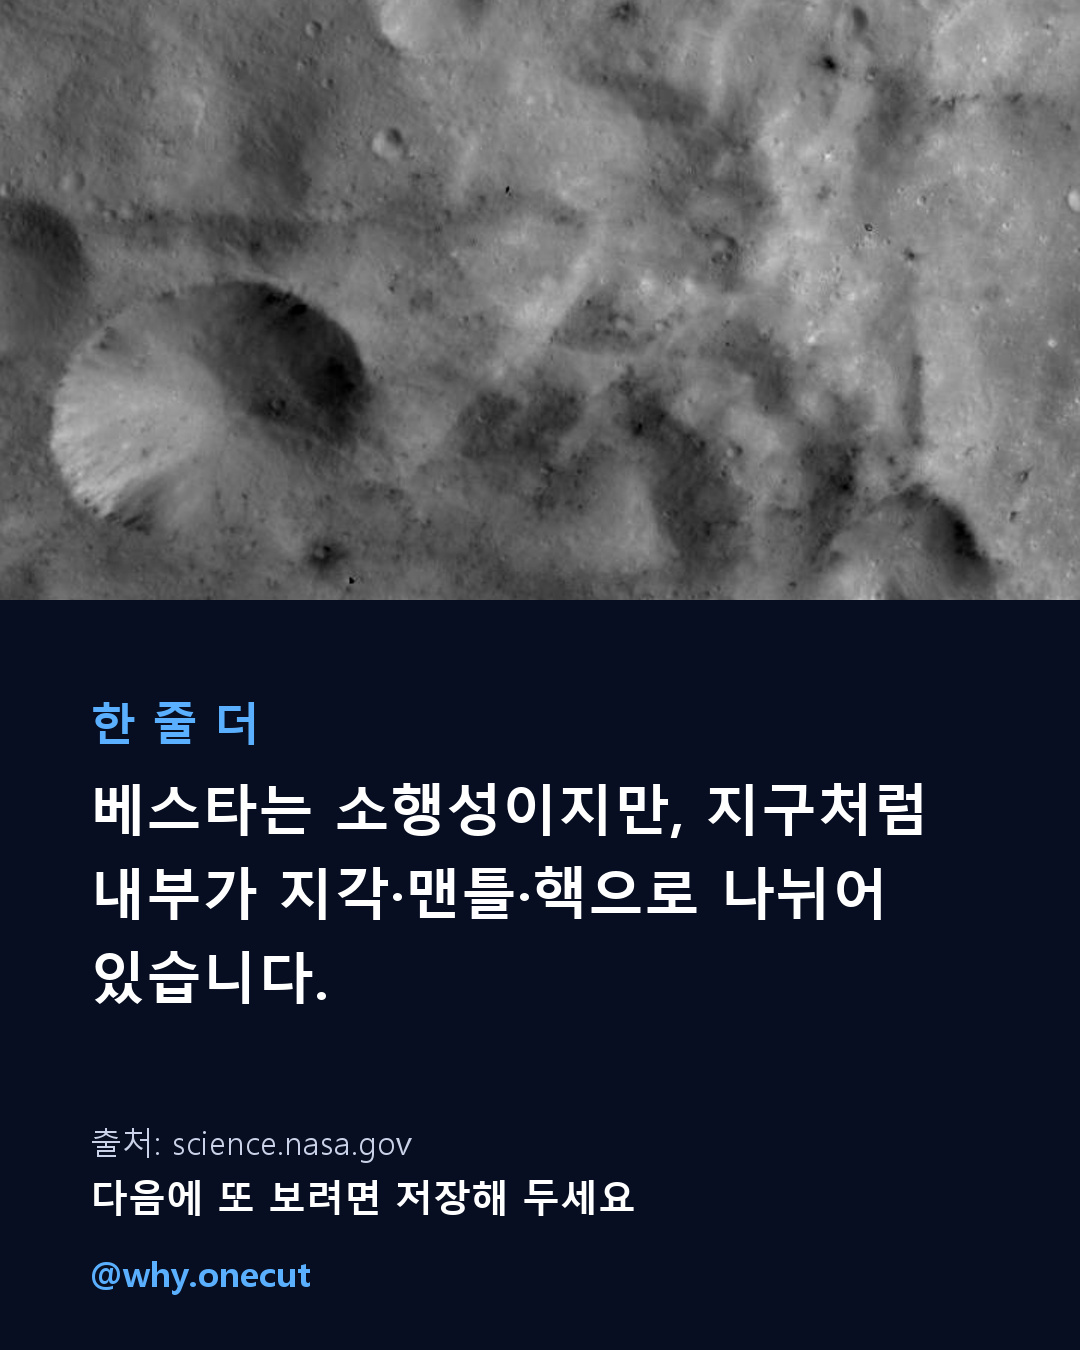 한 줄 더
베스타는 소행성이지만, 지구처럼
내부가 지각·맨틀·핵으로 나뉘어
있습니다.
출처: science.nasa.gov
다음에 또 보려면 저장해 두세요
@why.onecut